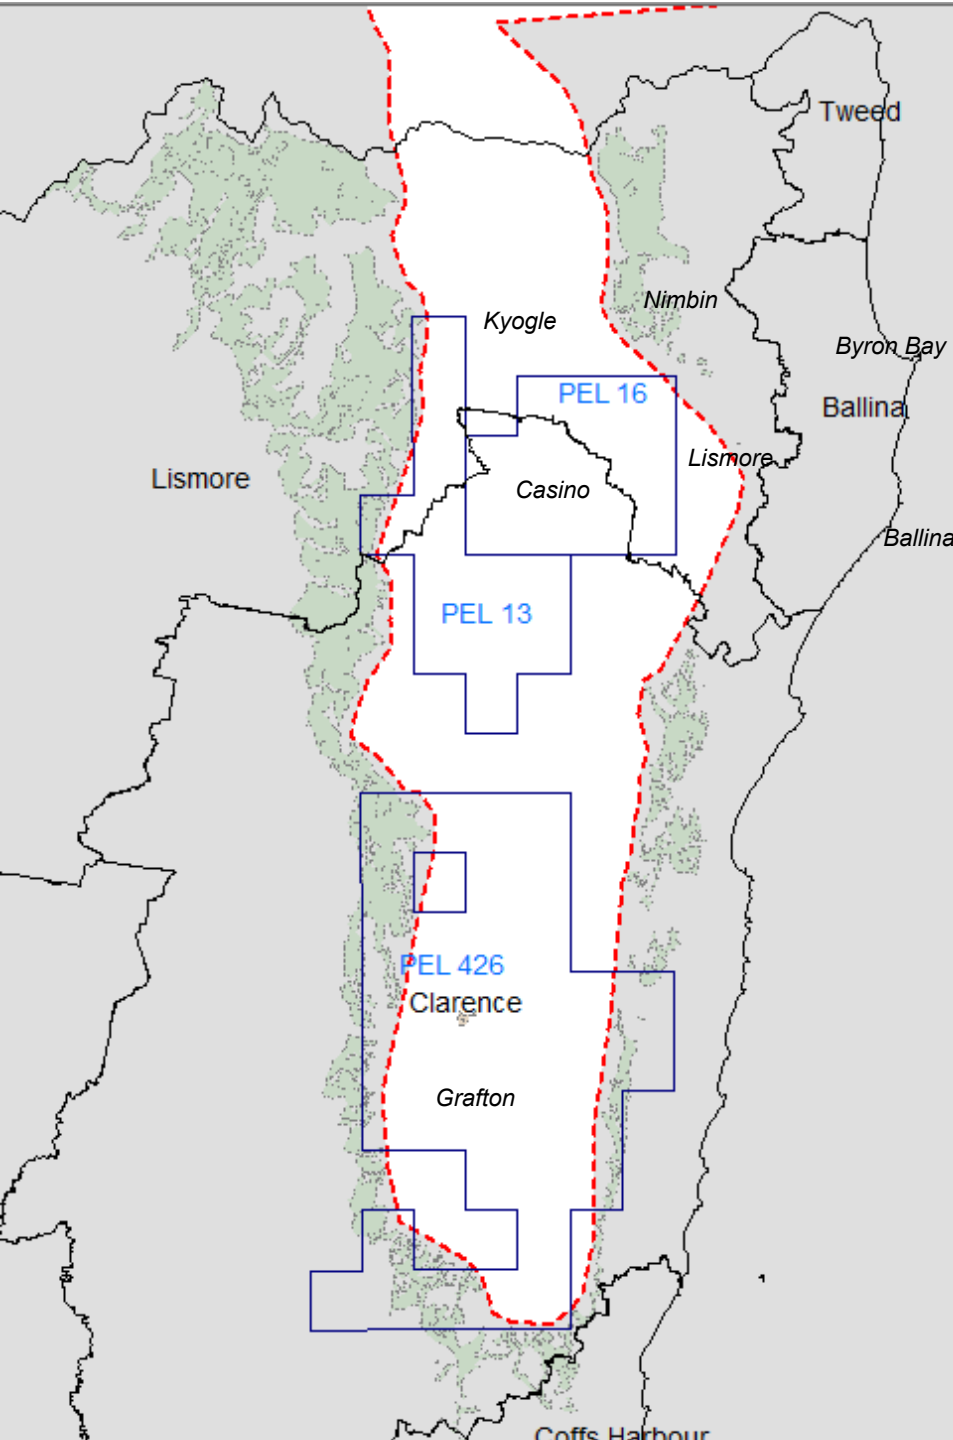 Tweed
Nimbin
Kyogle
Byron Bay
PEL 16
Ballina
Lismore
Lismore
Casino
Ballina
PEL 13
PEL 426
Clarence
Grafton
Coffs Harbour